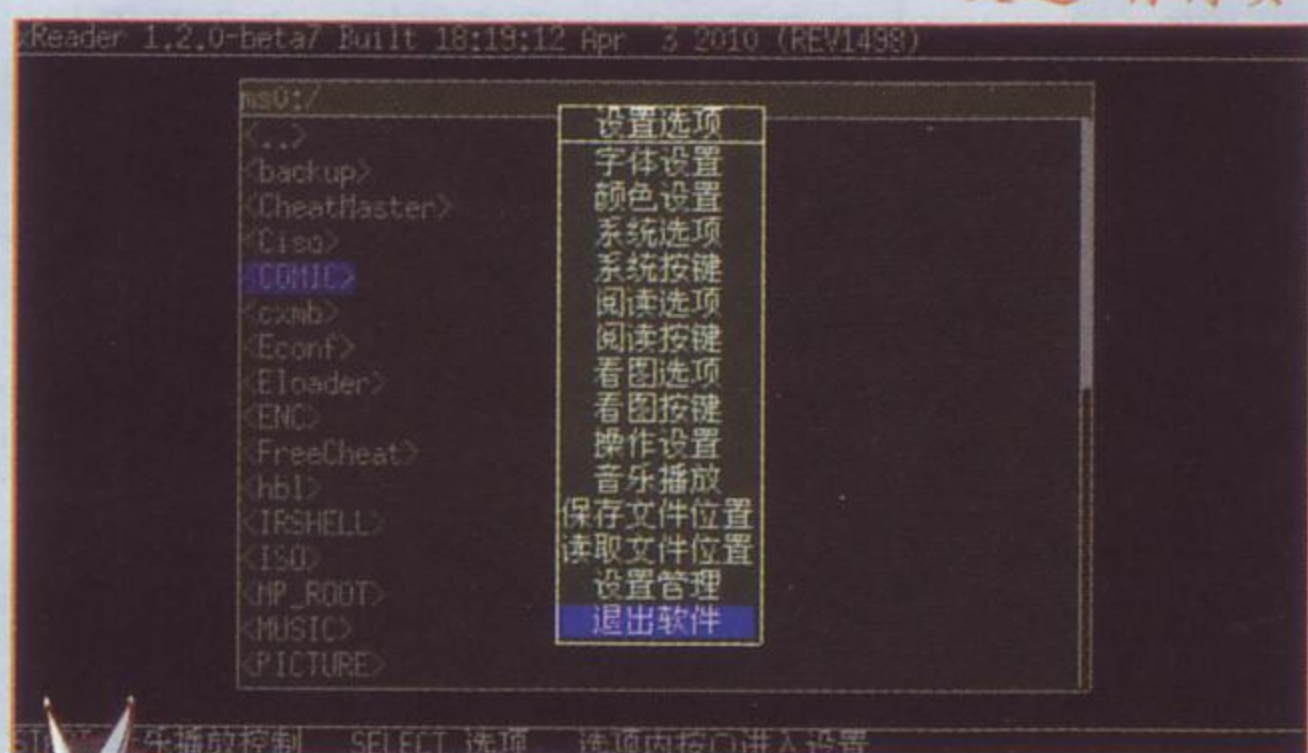 xReader 1.2.0-beta7 Built 18:19:12 Apr 3 2010 (REV1498)
ms0:/
<..>
<backup>
<CheatMaster>
<Ciso>
<COMIC>
<cxmb>
<Econf>
<Eloader>
<ENC>
<FreeCheat>
<hbl>
<IRSHELL>
<ISO>
<MP_ROOT>
<MUSIC>
<PICTURE>
设置选项
字体设置
颜色设置
系统选项
系统按键
阅读选项
阅读按键
看图选项
看图按键
操作设置
音乐播放
保存文件位置
读取文件位置
设置管理
退出软件
乐播放控制 SELECT 选项 选项内按○进入设置